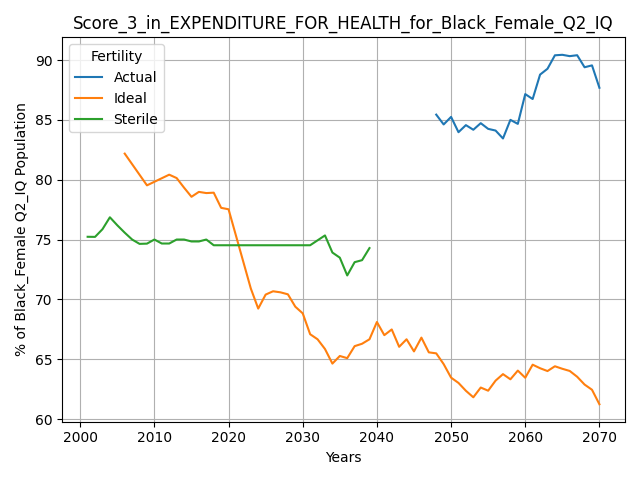 Score_3_in_EXPENDITURE_FOR_HEALTH_for_Black_Female_Q2_IQ
Fertility
Actual
Ideal
Sterile
% of Black_Female Q2_IQ Population
90
85
80
75
70
65
60
2000 2010 2020 2030 2040 2050 2060 2070
Years